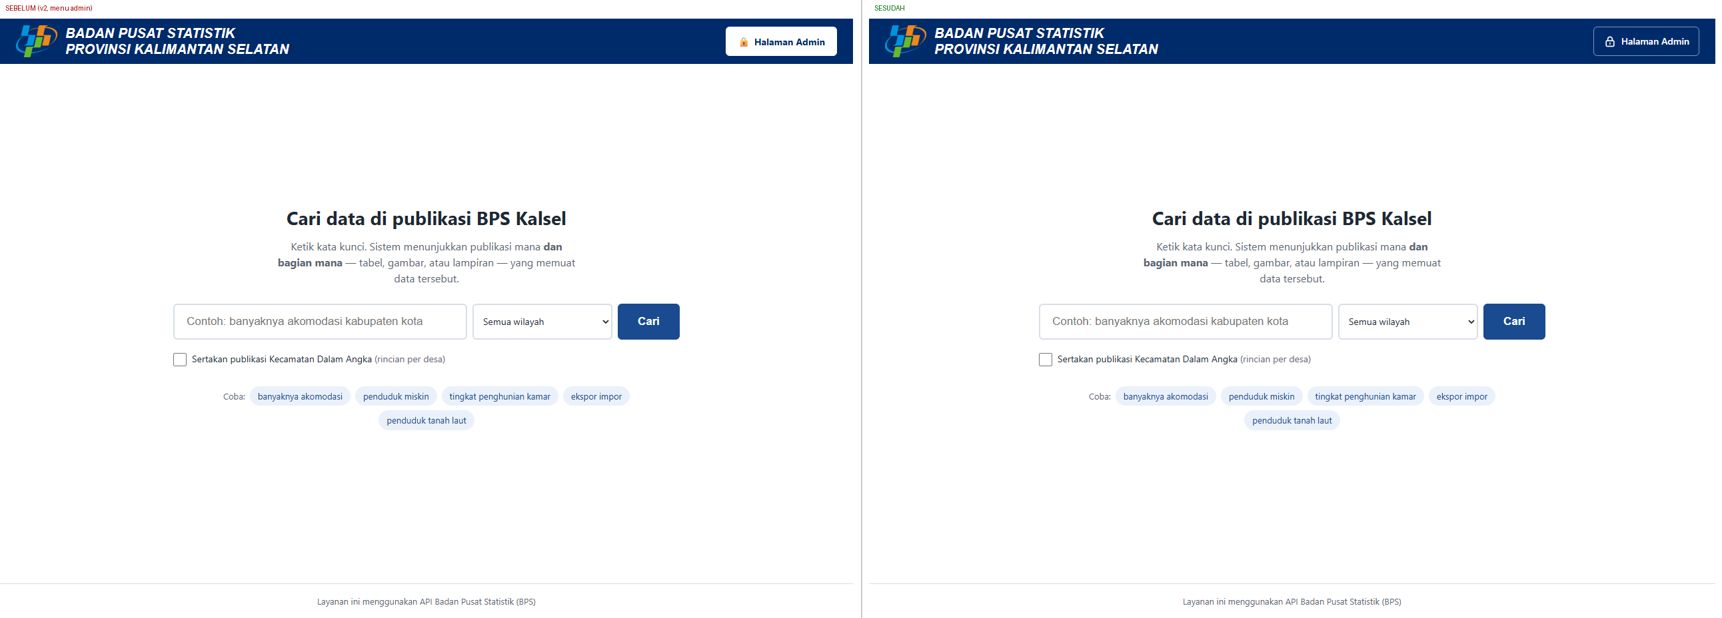 SEBELUM (v2, menu admin)
BADAN PUSAT STATISTIK
PROVINSI KALIMANTAN SELATAN
Halaman Admin
Cari data di publikasi BPS Kalsel
Ketik kata kunci. Sistem menunjukkan publikasi mana dan
bagian mana — tabel, gambar, atau lampiran — yang memuat
data tersebut.
Contoh: banyaknya akomodasi kabupaten kota
Semua wilayah
Cari
Sertakan publikasi Kecamatan Dalam Angka (rincian per desa)
Coba: banyaknya akomodasi penduduk miskin tingkat penghunian kamar ekspor impor
penduduk tanah laut
Layanan ini menggunakan API Badan Pusat Statistik (BPS)
SESUDAH
BADAN PUSAT STATISTIK
PROVINSI KALIMANTAN SELATAN
Halaman Admin
Cari data di publikasi BPS Kalsel
Ketik kata kunci. Sistem menunjukkan publikasi mana dan
bagian mana — tabel, gambar, atau lampiran — yang memuat
data tersebut.
Contoh: banyaknya akomodasi kabupaten kota
Semua wilayah
Cari
Sertakan publikasi Kecamatan Dalam Angka (rincian per desa)
Coba: banyaknya akomodasi penduduk miskin tingkat penghunian kamar ekspor impor
penduduk tanah laut
Layanan ini menggunakan API Badan Pusat Statistik (BPS)